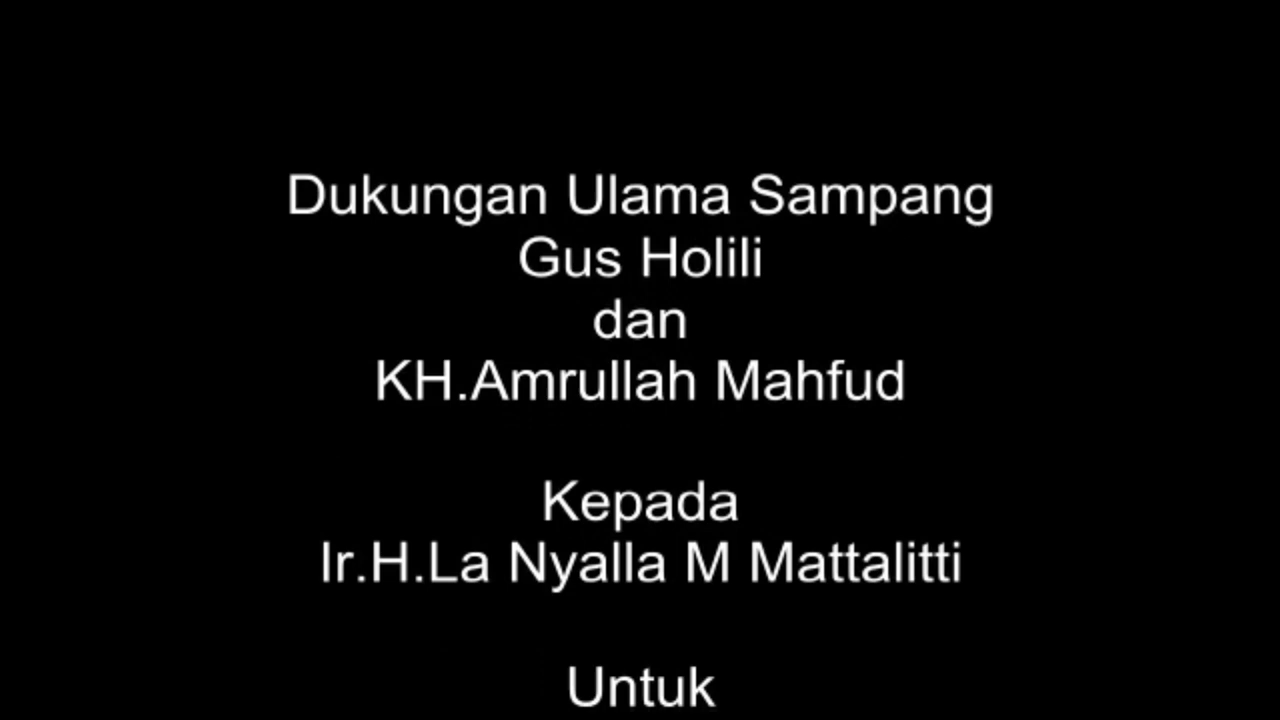 Dukungan Ulama Sampang
Gus Holili
dan
KH.Amrullah Mahfud
Kepada
Ir.H.La Nyalla M Mattalitti
Untuk